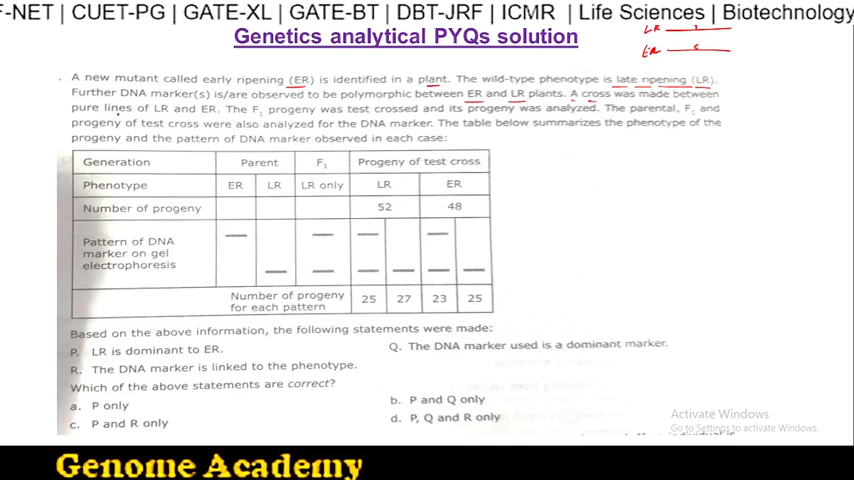 F-NET | CUET-PG | GATE-XL | GATE-BT | DBT-JRF | ICMR | Life Sciences | Biotechnology
Genetics analytical PYQs solution
LR
ER
A new mutant called early ripening (ER) is identified in a plant. The wild-type phenotype is late ripening (LR).
Further DNA marker(s) is/are observed to be polymorphic between ER and LR plants. A cross was made between
pure lines of LR and ER. The F1 progeny was test crossed and its progeny was analyzed. The parental, F1 and
progeny of test cross were also analyzed for the DNA marker. The table below summarizes the phenotype of the
progeny and the pattern of DNA marker observed in each case:
Generation Parent F1 Progeny of test cross
Phenotype ER LR LR only LR ER
Number of progeny 52 48
Pattern of DNA
marker on gel
electrophoresis
Number of progeny
for each pattern 25 27 23 25
Based on the above information, the following statements were made:
P. LR is dominant to ER. Q. The DNA marker used is a dominant marker.
R. The DNA marker is linked to the phenotype.
Which of the above statements are correct?
a. P only b. P and Q only
c. P and R only d. P, Q and R only
Activate Windows
Go to Settings to activate Windows.
Genome Academy